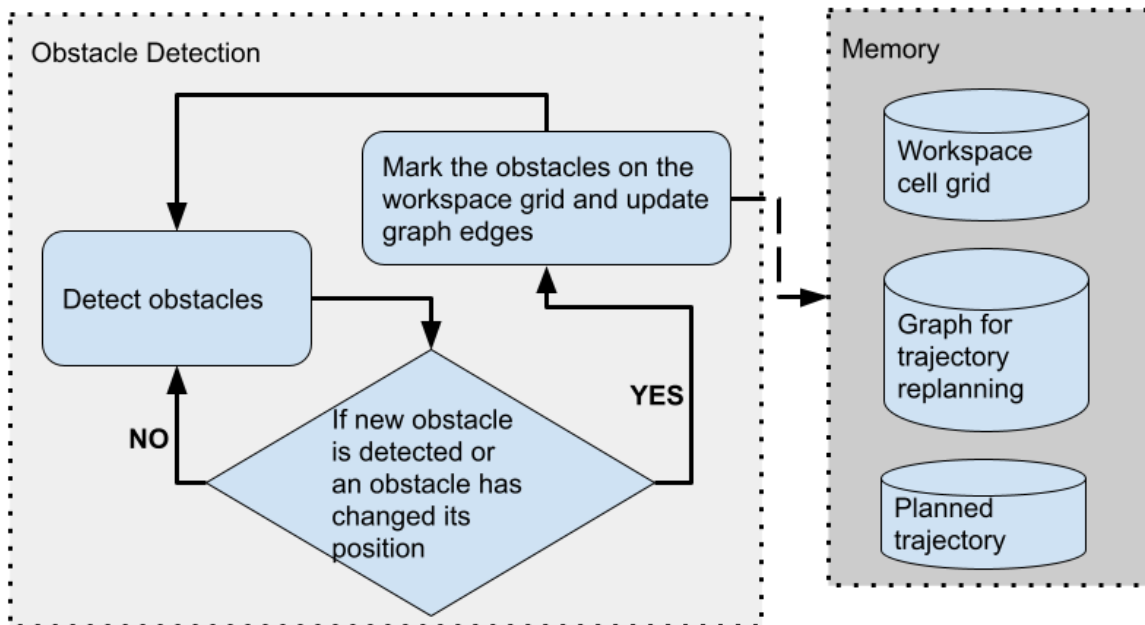 Obstacle Detection
Mark the obstacles on the
workspace grid and update
graph edges
Detect obstacles
YES
NO
If new obstacle
is detected or
an obstacle has
changed its
position
Memory
Workspace
cell grid
Graph for
trajectory
replanning
Planned
trajectory